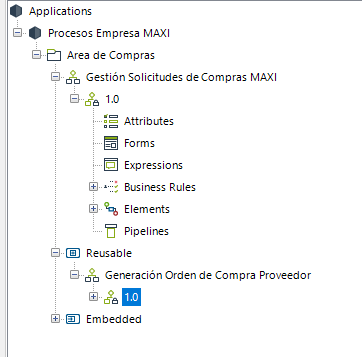 Applications
Procesos Empresa MAXI
Area de Compras
Gestión Solicitudes de Compras MAXI
1.0
Attributes
Forms
Expressions
Business Rules
Elements
Pipelines
Reusable
Generación Orden de Compra Proveedor
1.0
Embedded